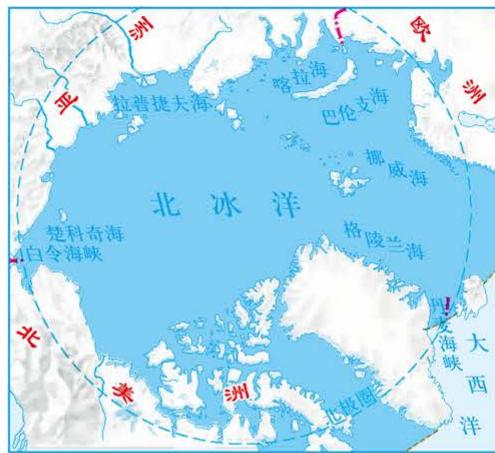 亚洲
欧洲
喀拉海
拉普捷夫海
巴伦支海
挪威海
北冰洋
格陵兰海
楚科奇海
白令海峡
丹麦海峡
大西洋
北美洲
北极圈